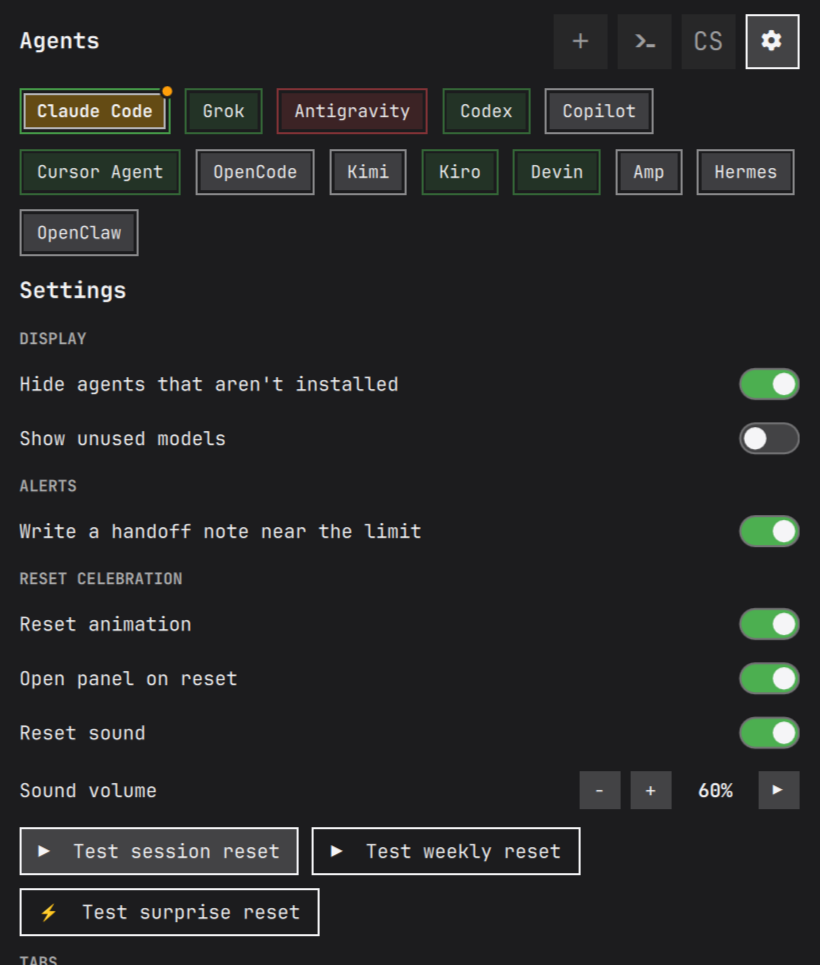 Agents + >_ CS
Claude Code Grok Antigravity Codex Copilot
Cursor Agent OpenCode Kimi Kiro Devin Amp Hermes
OpenClaw
Settings
DISPLAY
Hide agents that aren't installed
Show unused models
ALERTS
Write a handoff note near the limit
RESET CELEBRATION
Reset animation
Open panel on reset
Reset sound
Sound volume - + 60% ▶
▶ Test session reset ▶ Test weekly reset
⚡ Test surprise reset
TABS